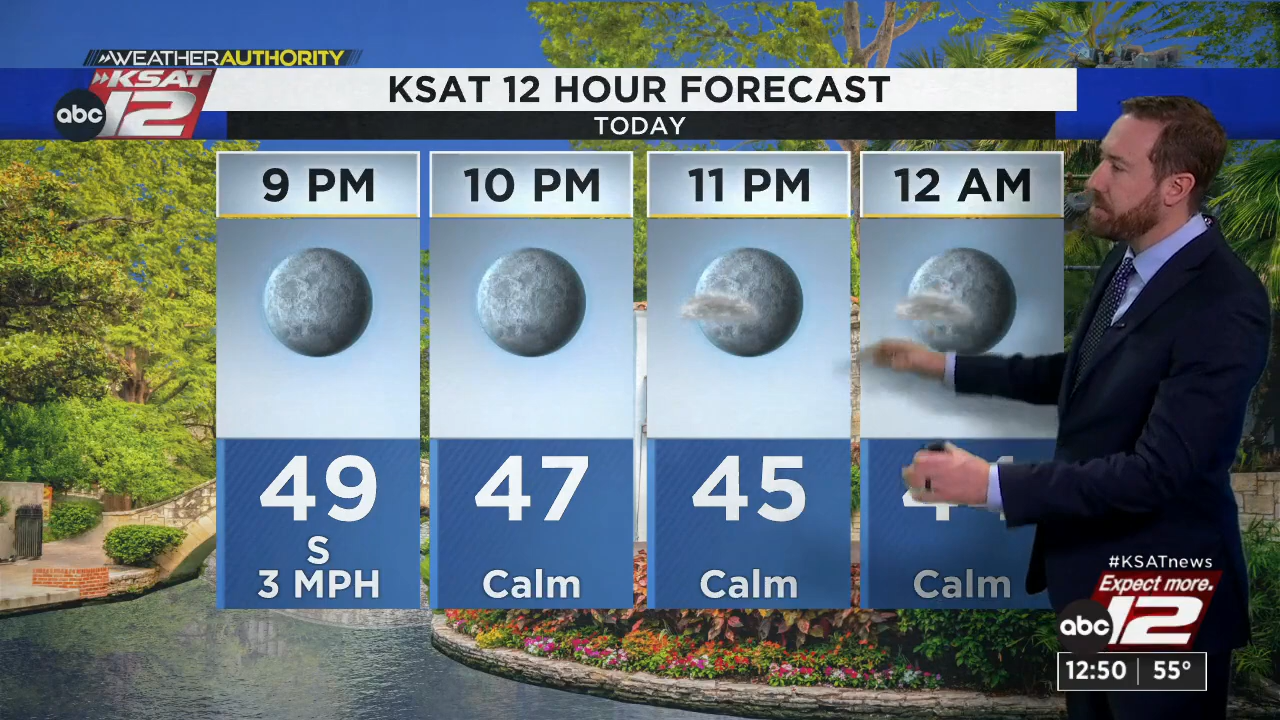 WEATHERAUTHORITY
KSAT
abc 12
KSAT 12 HOUR FORECAST
TODAY
9 PM
10 PM
11 PM
12 AM
49
47
45
S
3 MPH
Calm
Calm
Calm
#KSATnews
Expect more.
abc 12
12:50 55°